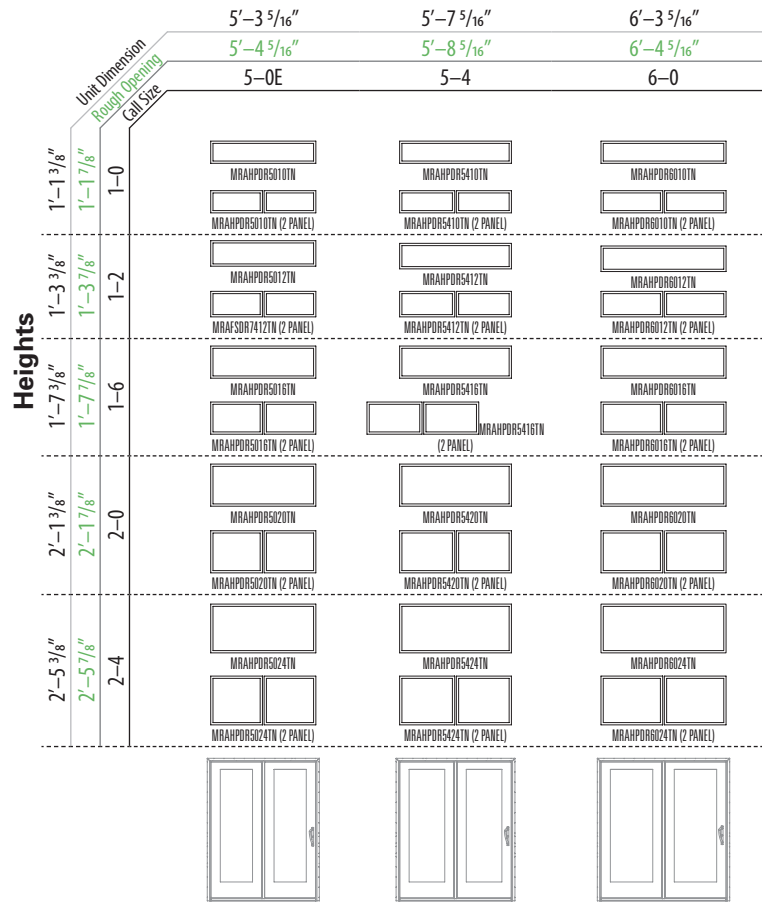 5′–3 5/16″ 5′–7 5/16″ 6′–3 5/16″
Unit Dimension
5′–4 5/16″ 5′–8 5/16″ 6′–4 5/16″
Rough Opening
5–0E 5–4 6–0
Call Size
Heights
1′–1 3/8″ 1′–1 7/8″ 1–0
MRAHPDR5010TN MRAHPDR5410TN MRAHPDR6010TN
MRAHPDR5010TN (2 PANEL) MRAHPDR5410TN (2 PANEL) MRAHPDR6010TN (2 PANEL)
1′–3 3/8″ 1′–3 7/8″ 1–2
MRAHPDR5012TN MRAHPDR5412TN MRAHPDR6012TN
MRAFSDR7412TN (2 PANEL) MRAHPDR5412TN (2 PANEL) MRAHPDR6012TN (2 PANEL)
1′–7 3/8″ 1′–7 7/8″ 1–6
MRAHPDR5016TN MRAHPDR5416TN MRAHPDR6016TN
MRAHPDR5016TN (2 PANEL) MRAHPDR5416TN MRAHPDR6016TN (2 PANEL)
(2 PANEL)
2′–1 3/8″ 2′–1 7/8″ 2–0
MRAHPDR5020TN MRAHPDR5420TN MRAHPDR6020TN
MRAHPDR5020TN (2 PANEL) MRAHPDR5420TN (2 PANEL) MRAHPDR6020TN (2 PANEL)
2′–5 3/8″ 2′–5 7/8″ 2–4
MRAHPDR5024TN MRAHPDR5424TN MRAHPDR6024TN
MRAHPDR5024TN (2 PANEL) MRAHPDR5424TN (2 PANEL) MRAHPDR6024TN (2 PANEL)